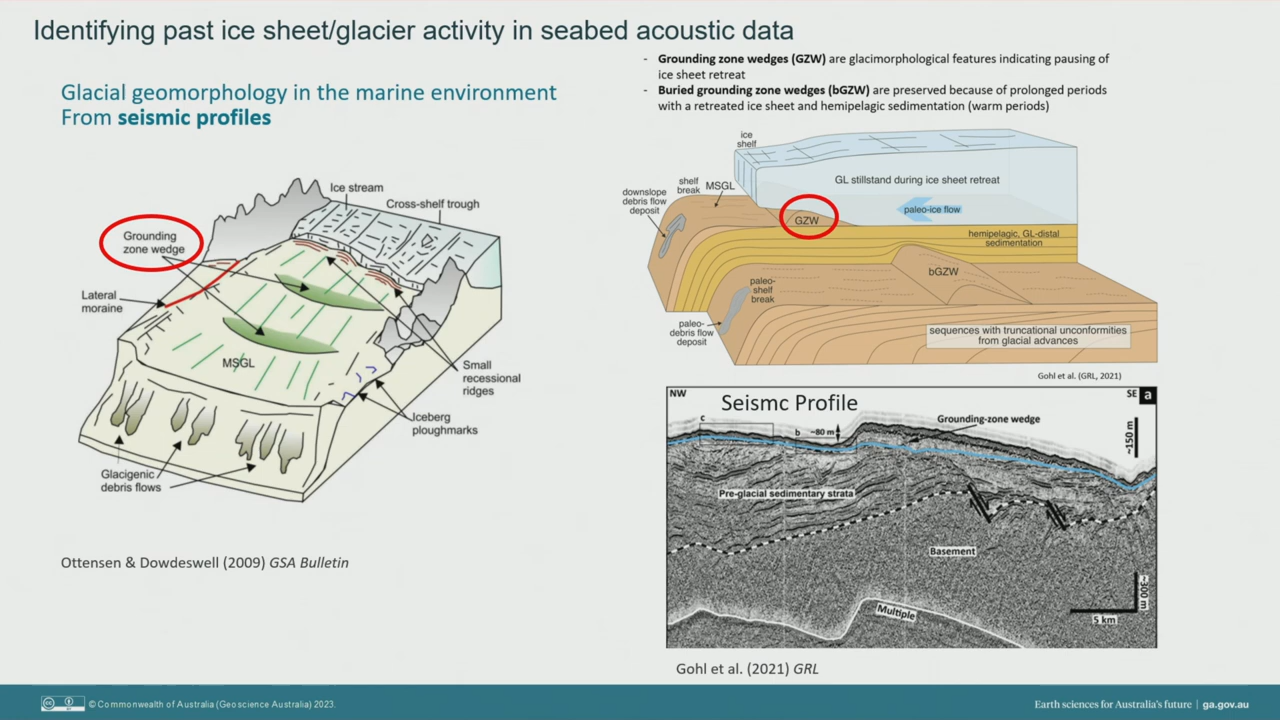 Identifying past ice sheet/glacier activity in seabed acoustic data
Glacial geomorphology in the marine environment
From seismic profiles
- Grounding zone wedges (GZW) are glacimorphological features indicating pausing of
ice sheet retreat
- Buried grounding zone wedges (bGZW) are preserved because of prolonged periods
with a retreated ice sheet and hemipelagic sedimentation (warm periods)
Ice stream
Cross-shelf trough
Grounding
zone wedge
Lateral
moraine
MSGL
Small
recessional
ridges
Iceberg
ploughmarks
Glacigenic
debris flows
Ottensen & Dowdeswell (2009) GSA Bulletin
ice
shelf
GL stillstand during ice sheet retreat
shelf
break
MSGL
downslope
debris flow
deposit
GZW
paleo-ice flow
hemipelagic, GL-distal
sedimentation
bGZW
paleo-
shelf
break
paleo-
debris flow
deposit
sequences with truncational unconformities
from glacial advances
Gohl et al. (GRL, 2021)
NW
Seismc Profile
SE
a
c
b
~80 m
Grounding-zone wedge
~150 m
Pre-glacial sedimentary strata
Basement
Multiple
~300 m
5 km
Gohl et al. (2021) GRL
cc
BY
© Commonwealth of Australia (Geoscience Australia) 2023.
Earth sciences for Australia's future | ga.gov.au